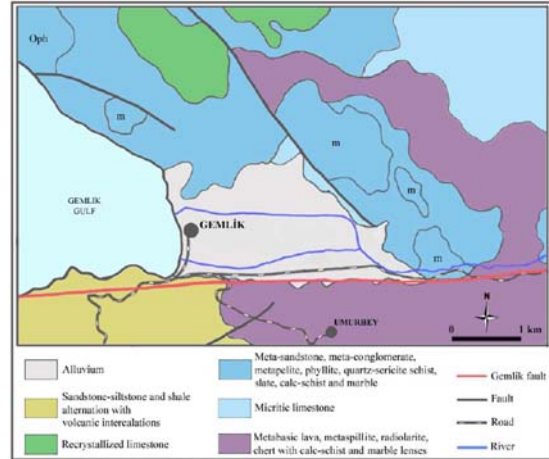 Oph
m
m
m
m
GEMLIK
GULF
GEMLİK
UMURBEY
N
0 1 km
Alluvium
Sandstone-siltstone and shale
alternation with
volcanic intercalations
Recrystallized limestone
Meta-sandstone, meta-conglomerate,
metapelite, phyllite, quartz-sericite schist,
slate, calc-schist and marble
Micritic limestone
Metabasic lava, metaspillite, radiolarite,
chert with calc-schist and marble lenses
Gemlik fault
Fault
Road
River